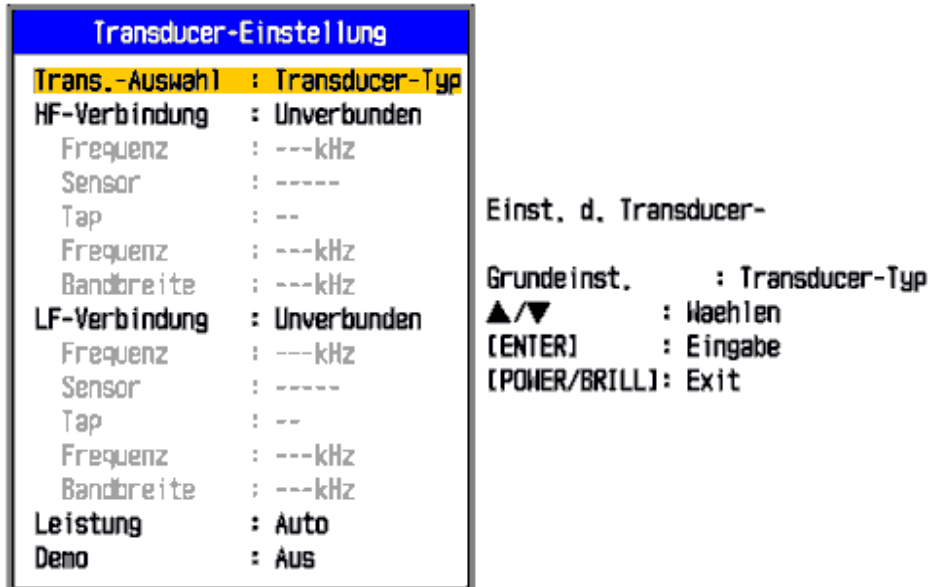 Transducer-Einstellung
Trans.-Auswahl : Transducer-Typ
HF-Verbindung : Unverbunden
Frequenz : ---kHz
Sensor : -----
Tap : --
Frequenz : ---kHz
Bandbreite : ---kHz
LF-Verbindung : Unverbunden
Frequenz : ---kHz
Sensor : -----
Tap : --
Frequenz : ---kHz
Bandbreite : ---kHz
Leistung : Auto
Demo : Aus
Einst. d. Transducer-
Grundeinst. : Transducer-Typ
▲/▼ : Waehlen
[ENTER] : Eingabe
[POWER/BRILL]: Exit